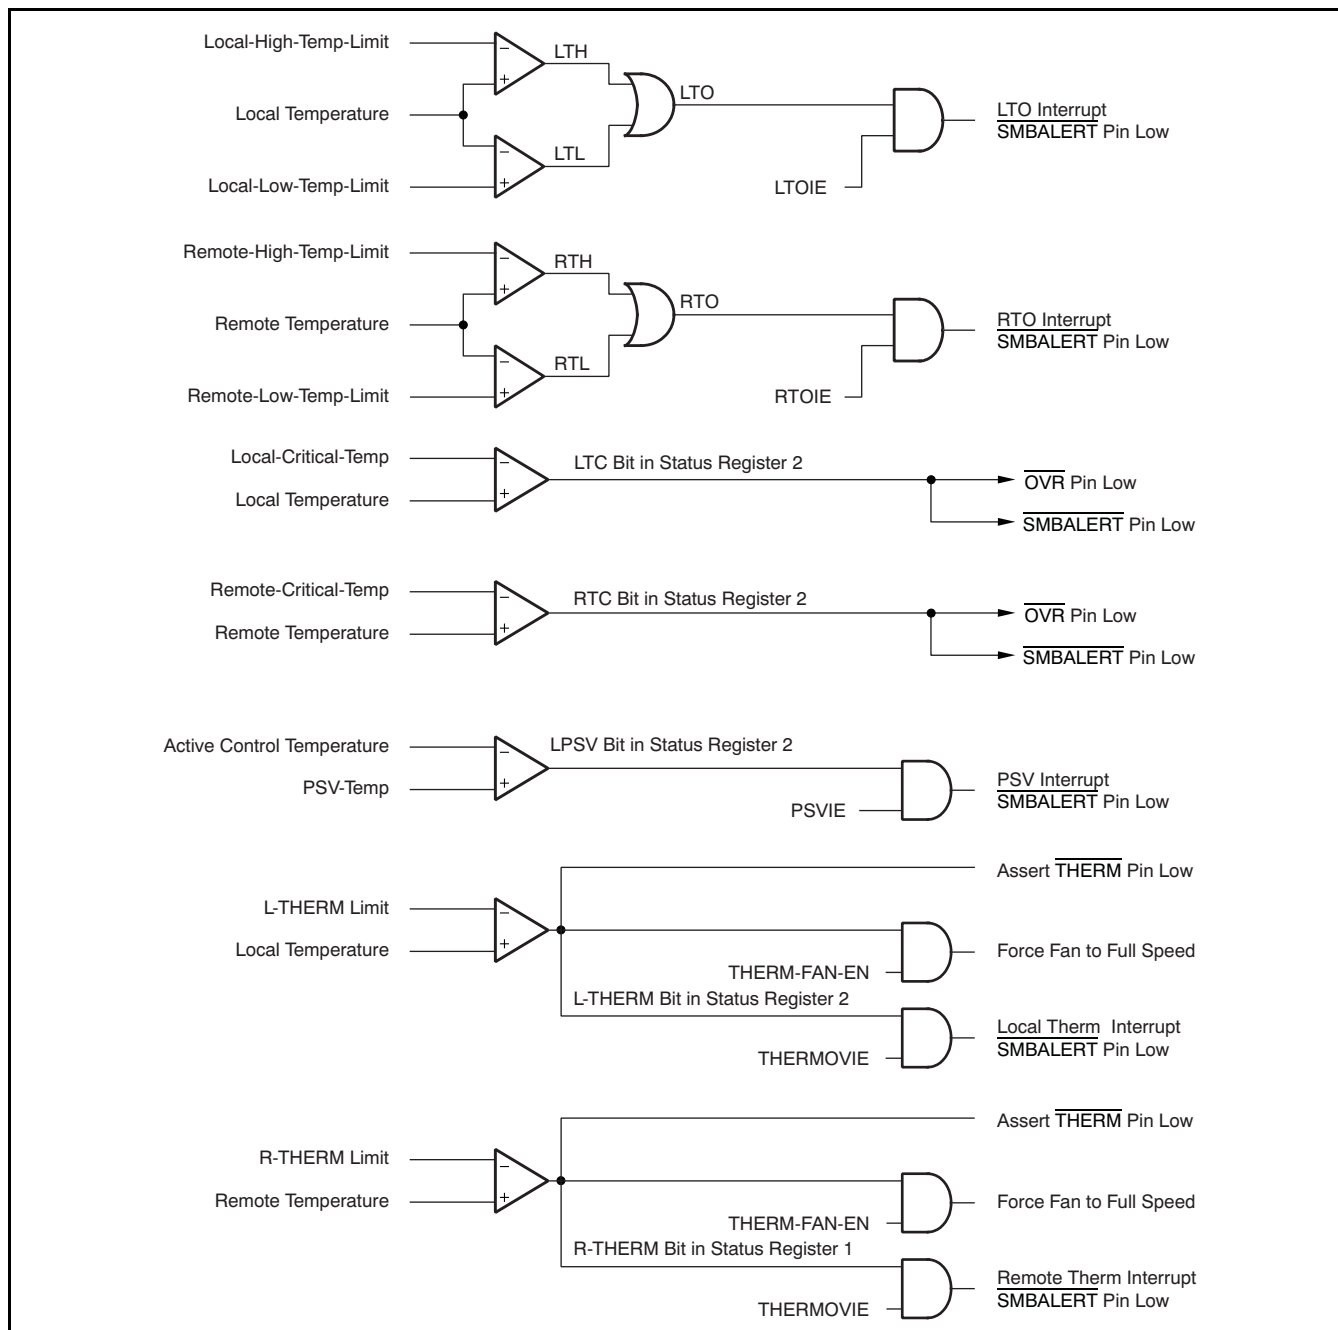 Local-High-Temp-Limit
−
LTH
+
LTO
Local Temperature
LTO Interrupt
SMBALERT Pin Low
−
LTL
+
Local-Low-Temp-Limit
LTOIE
Remote-High-Temp-Limit
−
RTH
+
RTO
Remote Temperature
RTO Interrupt
SMBALERT Pin Low
−
RTL
+
Remote-Low-Temp-Limit
RTOIE
Local-Critical-Temp
−
LTC Bit in Status Register 2
OVR Pin Low
Local Temperature
+
SMBALERT Pin Low
Remote-Critical-Temp
−
RTC Bit in Status Register 2
OVR Pin Low
Remote Temperature
+
SMBALERT Pin Low
Active Control Temperature
−
LPSV Bit in Status Register 2
PSV Interrupt
SMBALERT Pin Low
PSV-Temp
+
PSVIE
Assert THERM Pin Low
L-THERM Limit
−
Local Temperature
+
Force Fan to Full Speed
THERM-FAN-EN
L-THERM Bit in Status Register 2
Local Therm Interrupt
SMBALERT Pin Low
THERMOVIE
Assert THERM Pin Low
R-THERM Limit
−
Remote Temperature
+
Force Fan to Full Speed
THERM-FAN-EN
R-THERM Bit in Status Register 1
Remote Therm Interrupt
SMBALERT Pin Low
THERMOVIE